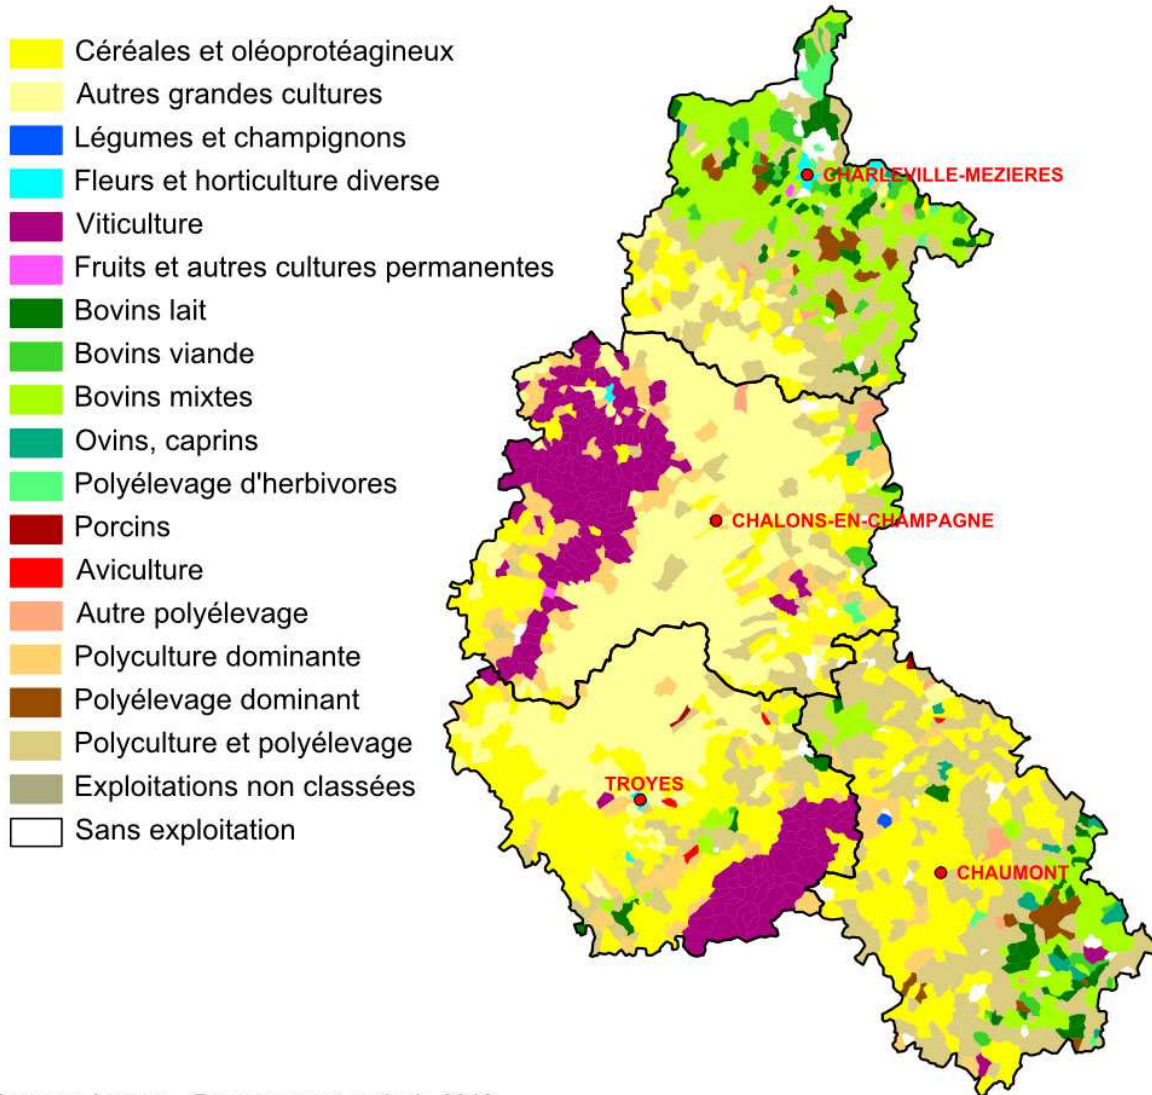 Céréales et oléoprotéagineux
Autres grandes cultures
Légumes et champignons
Fleurs et horticulture diverse
Viticulture
Fruits et autres cultures permanentes
Bovins lait
Bovins viande
Bovins mixtes
Ovins, caprins
Polyélevage d'herbivores
Porcins
Aviculture
Autre polyélevage
Polyculture dominante
Polyélevage dominant
Polyculture et polyélevage
Exploitations non classées
Sans exploitation
CHARLEVILLE-MEZIERES
CHALONS-EN-CHAMPAGNE
TROYES
CHAUMONT